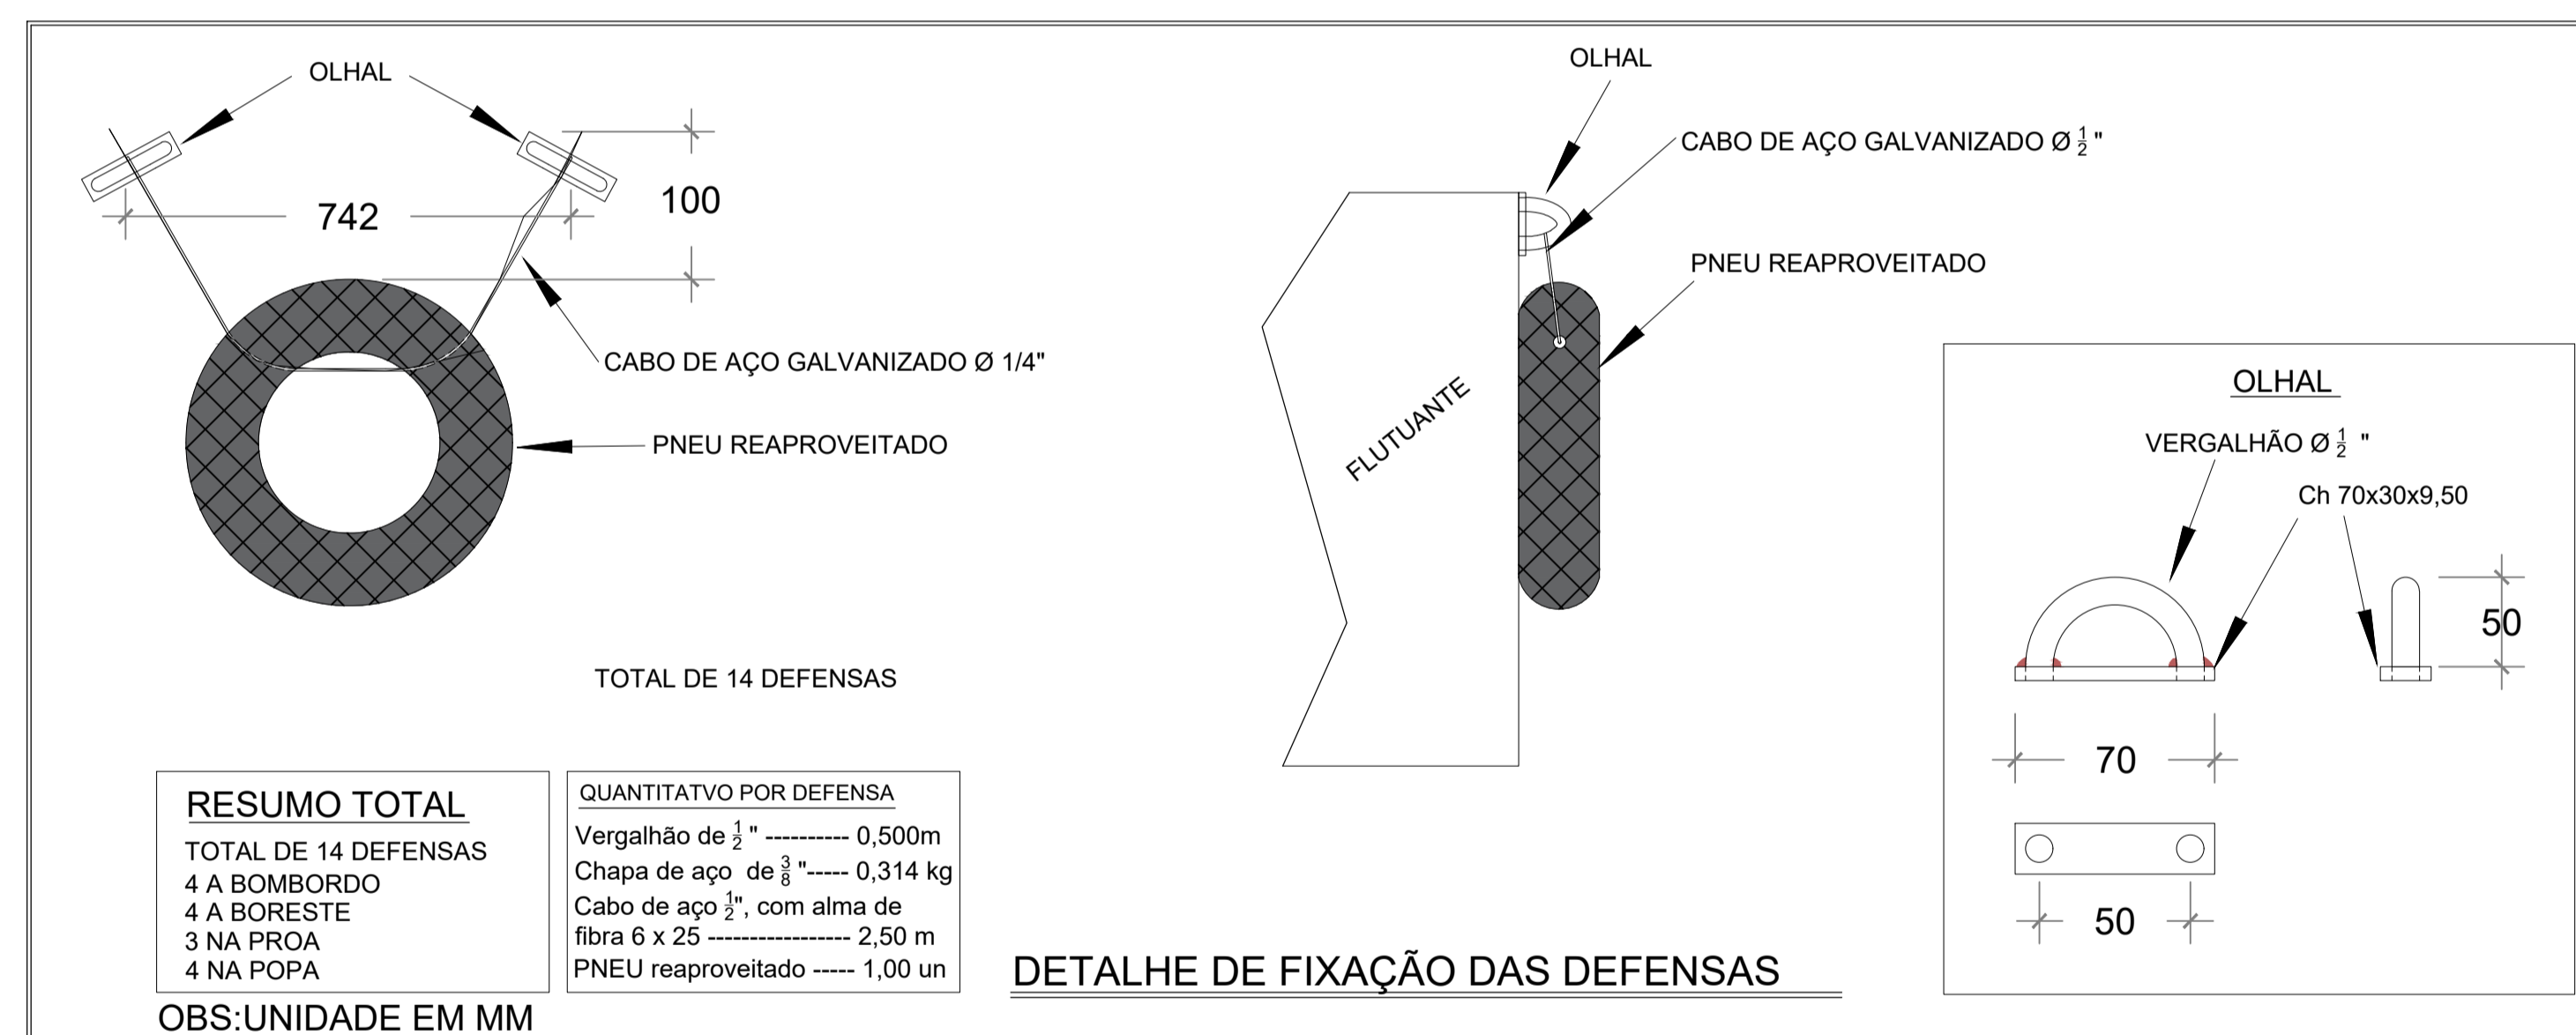 OLHAL
742
100
CABO DE AÇO GALVANIZADO Ø 1/4"
PNEU REAPROVEITADO
TOTAL DE 14 DEFENSAS
OLHAL
CABO DE AÇO GALVANIZADO Ø 1/2"
PNEU REAPROVEITADO
FLUTUANTE
OLHAL
VERGALHÃO Ø 1/2 "
Ch 70x30x9,50
50
70
50
RESUMO TOTAL
TOTAL DE 14 DEFENSAS
4 A BOMBORDO
4 A BORESTE
3 NA PROA
4 NA POPA
QUANTITATVO POR DEFENSA
Vergalhão de 1/2 " ---------- 0,500m
Chapa de aço de 3/8 "----- 0,314 kg
Cabo de aço 1/2", com alma de
fibra 6 x 25 ----------------- 2,50 m
PNEU reaproveitado ----- 1,00 un
DETALHE DE FIXAÇÃO DAS DEFENSAS
OBS:UNIDADE EM MM